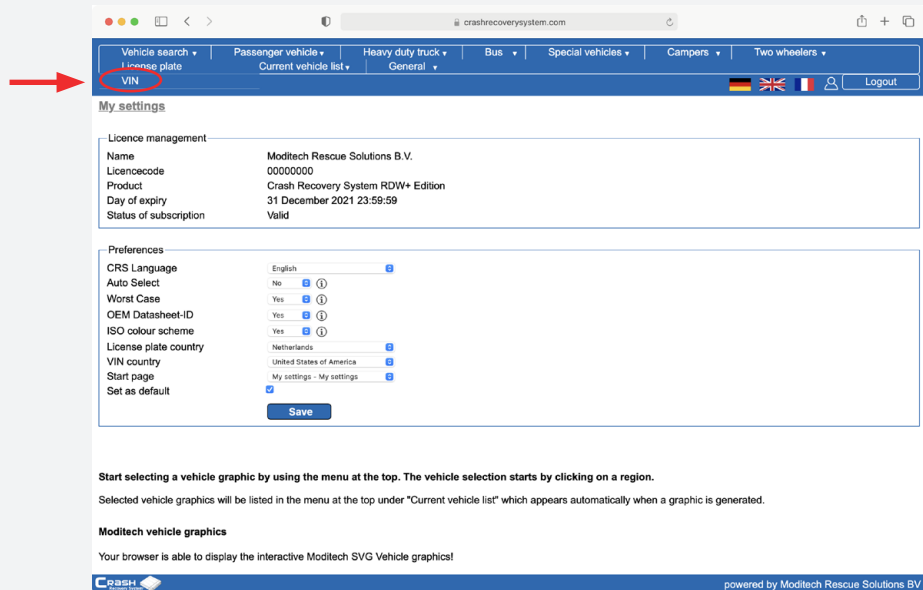 crashrecoverysystem.com
Vehicle search Passenger vehicle Heavy duty truck Bus Special vehicles Campers Two wheelers
License plate Current vehicle list General
VIN
Logout
My settings
Licence management
Name Moditech Rescue Solutions B.V.
Licencecode 00000000
Product Crash Recovery System RDW+ Edition
Day of expiry 31 December 2021 23:59:59
Status of subscription Valid
Preferences
CRS Language English
Auto Select No
Worst Case Yes
OEM Datasheet-ID Yes
ISO colour scheme Yes
License plate country Netherlands
VIN country United States of America
Start page My settings - My settings
Set as default
Save
Start selecting a vehicle graphic by using the menu at the top. The vehicle selection starts by clicking on a region.
Selected vehicle graphics will be listed in the menu at the top under "Current vehicle list" which appears automatically when a graphic is generated.
Moditech vehicle graphics
Your browser is able to display the interactive Moditech SVG Vehicle graphics!
Crash Recovery System powered by Moditech Rescue Solutions BV